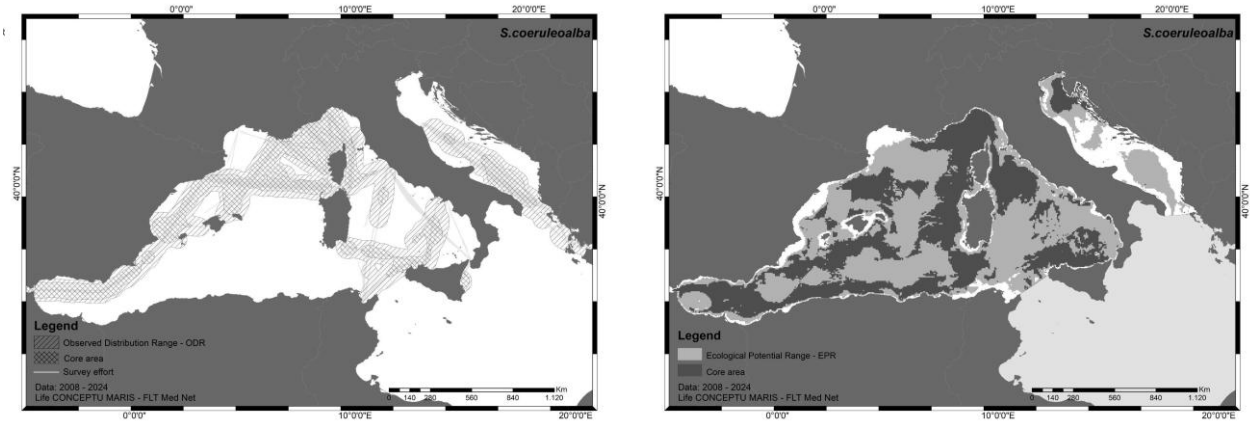 0°0'0"
10°0'0"E
20°0'0"E
S.coeruleoalba
40°0'0"N
40°0'0"N
Legend
Observed Distribution Range - ODR
Core area
Survey effort
Data: 2008 - 2024
Life CONCEPTU MARIS - FLT Med Net
Km
0 140 280 560 840 1.120
0°0'0"
10°0'0"E
20°0'0"E
0°0'0"
10°0'0"E
20°0'0"E
S.coeruleoalba
40°0'0"N
40°0'0"N
Legend
Ecological Potential Range - EPR
Core area
Data: 2008 - 2024
Life CONCEPTU MARIS - FLT Med Net
Km
0 140 280 560 840 1.120
0°0'0"
10°0'0"E
20°0'0"E